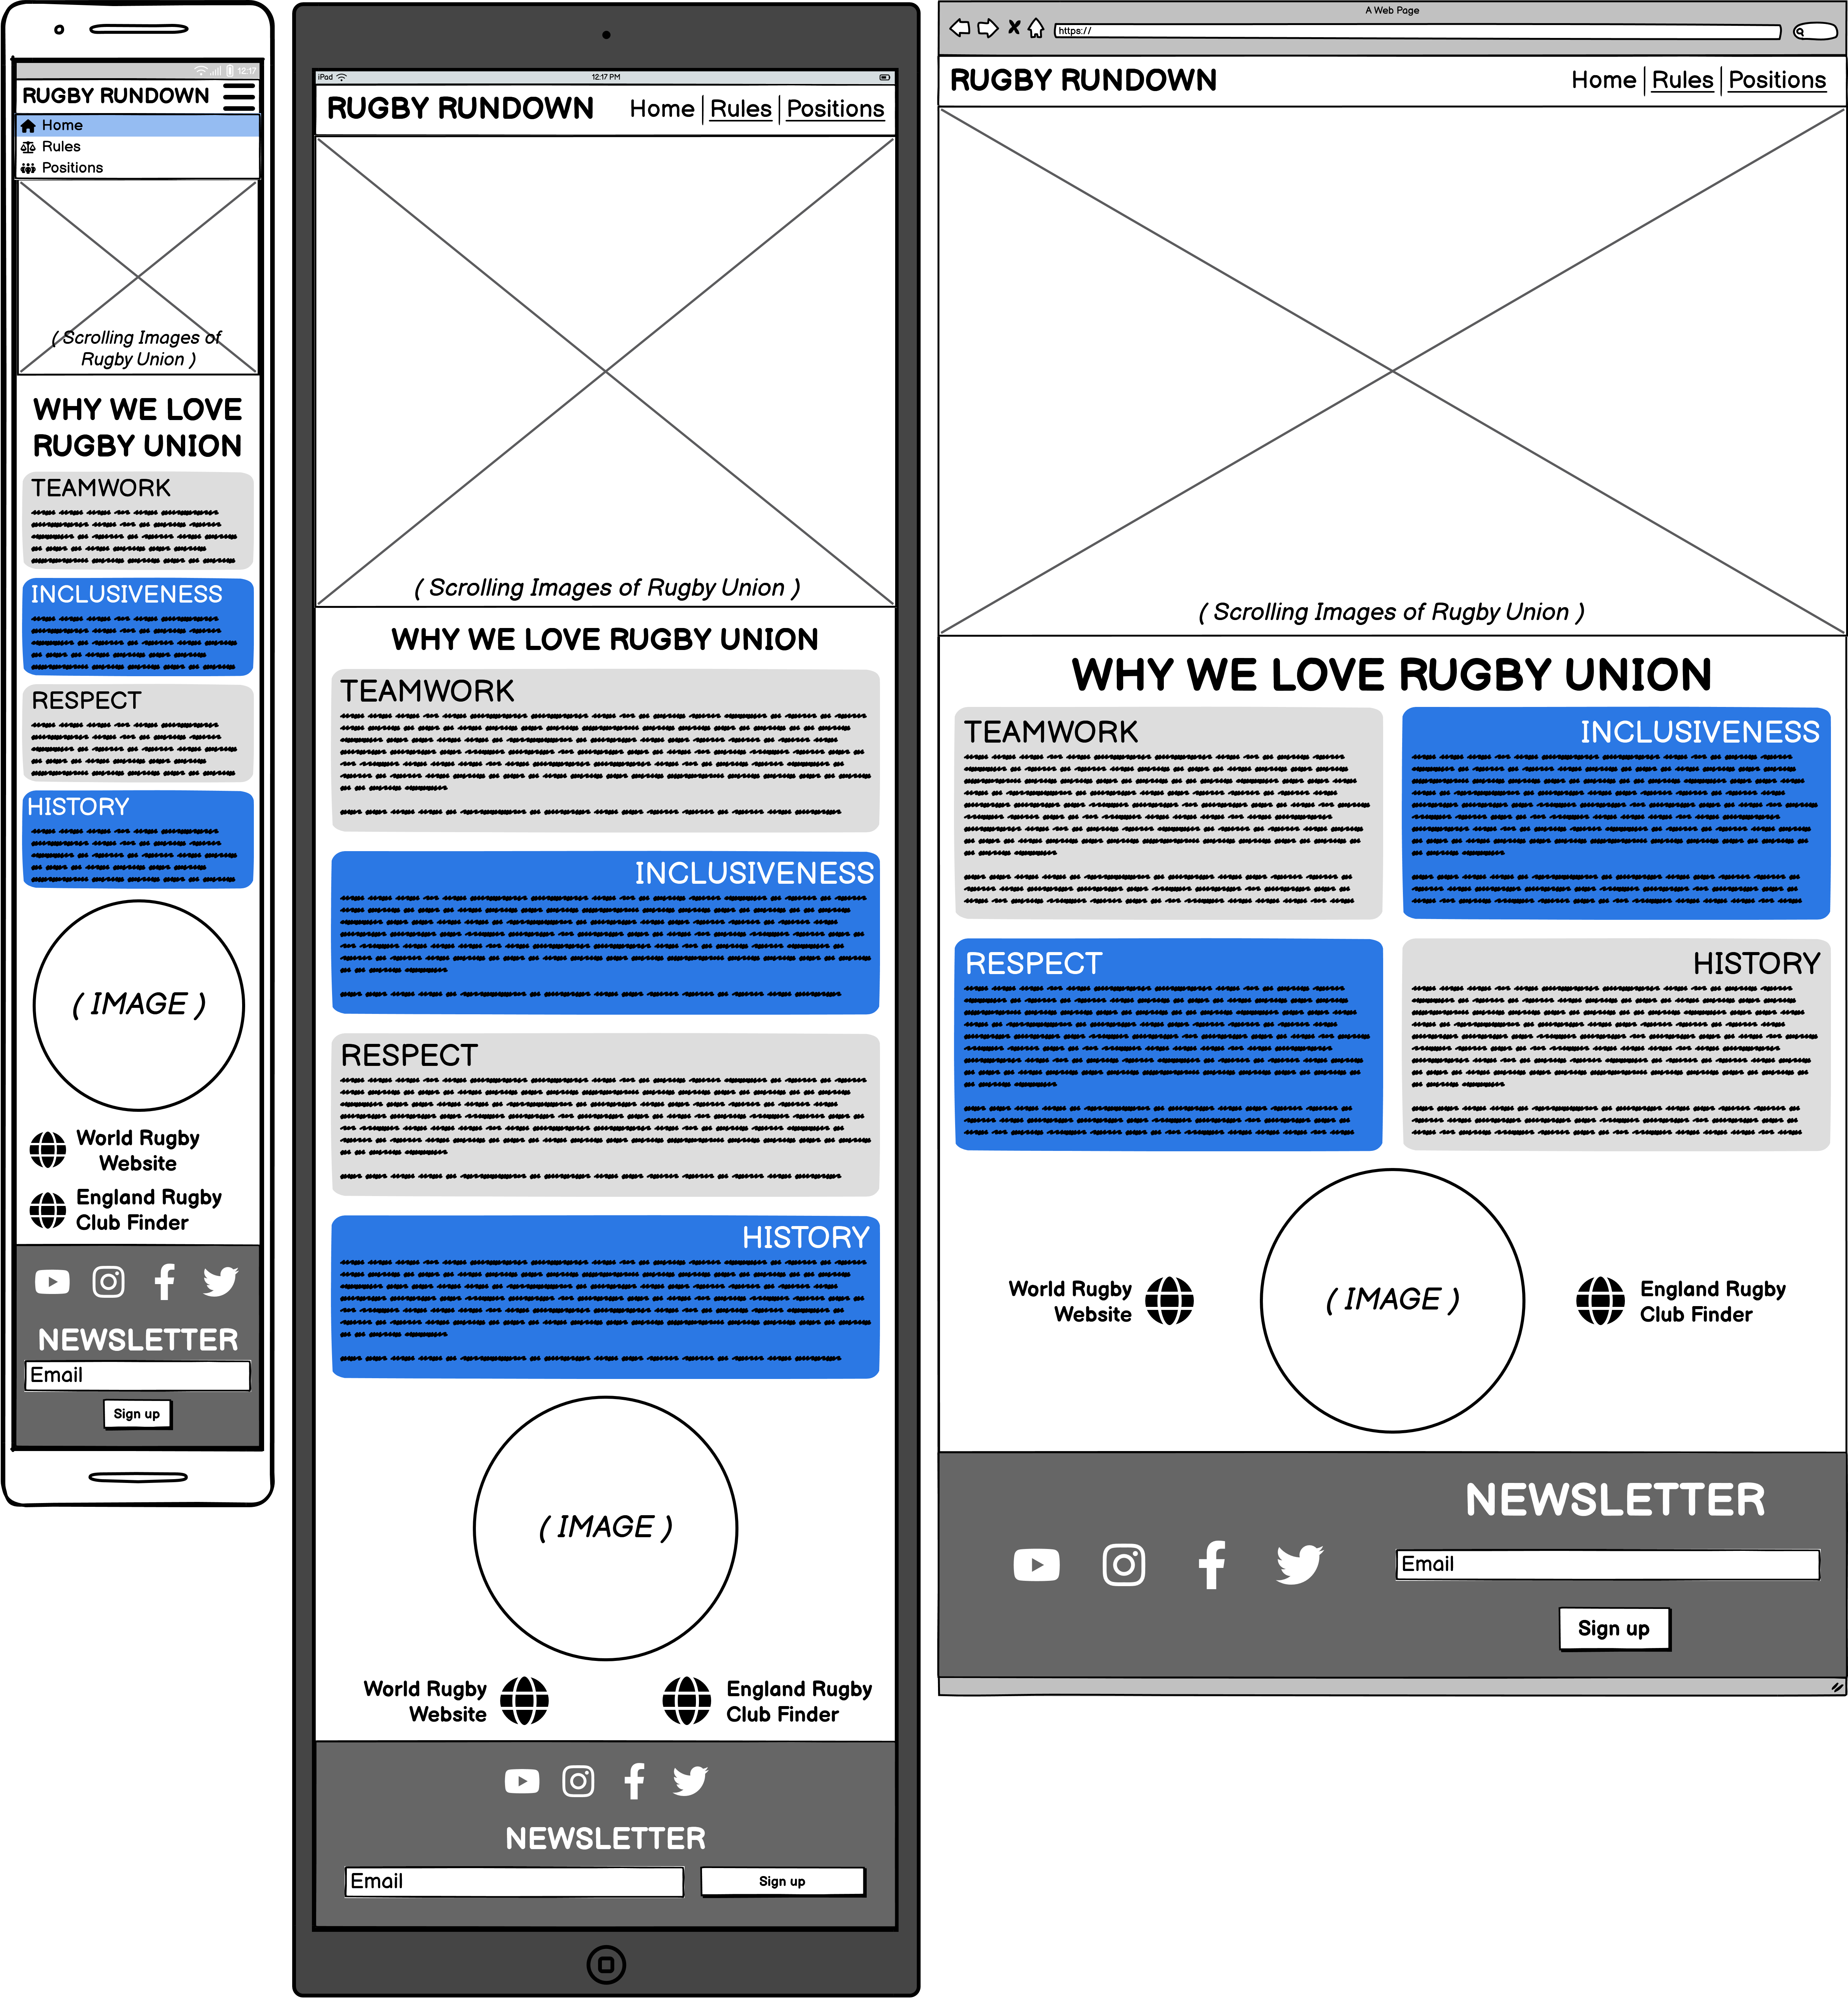 12:17
RUGBY RUNDOWN
Home
Rules
Positions
( Scrolling Images of
Rugby Union )
WHY WE LOVE
RUGBY UNION
TEAMWORK
INCLUSIVENESS
RESPECT
HISTORY
( IMAGE )
World Rugby
Website
England Rugby
Club Finder
NEWSLETTER
Email
Sign up
iPad
12:17 PM
RUGBY RUNDOWN
Home
Rules
Positions
( Scrolling Images of Rugby Union )
WHY WE LOVE RUGBY UNION
TEAMWORK
INCLUSIVENESS
RESPECT
HISTORY
( IMAGE )
World Rugby
Website
England Rugby
Club Finder
NEWSLETTER
Email
Sign up
A Web Page
https://
RUGBY RUNDOWN
Home
Rules
Positions
( Scrolling Images of Rugby Union )
WHY WE LOVE RUGBY UNION
TEAMWORK
INCLUSIVENESS
RESPECT
HISTORY
World Rugby
Website
( IMAGE )
England Rugby
Club Finder
NEWSLETTER
Email
Sign up